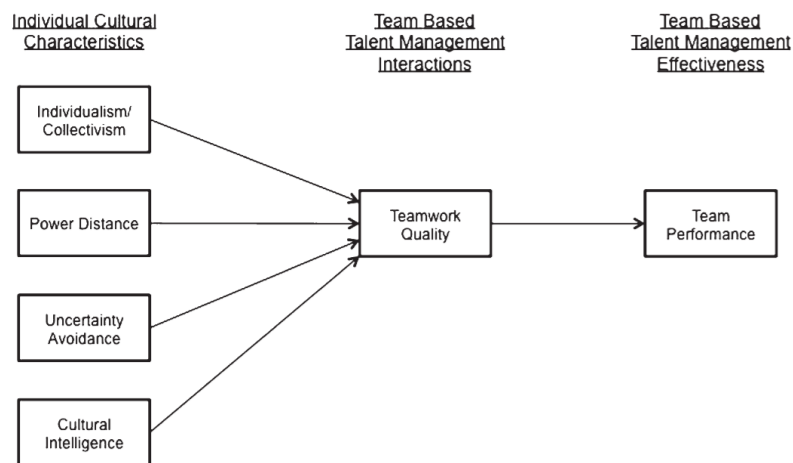 Individual Cultural
Characteristics
Team Based
Talent Management
Interactions
Team Based
Talent Management
Effectiveness
Individualism/
Collectivism
Power Distance
Teamwork
Quality
Team
Performance
Uncertainty
Avoidance
Cultural
Intelligence